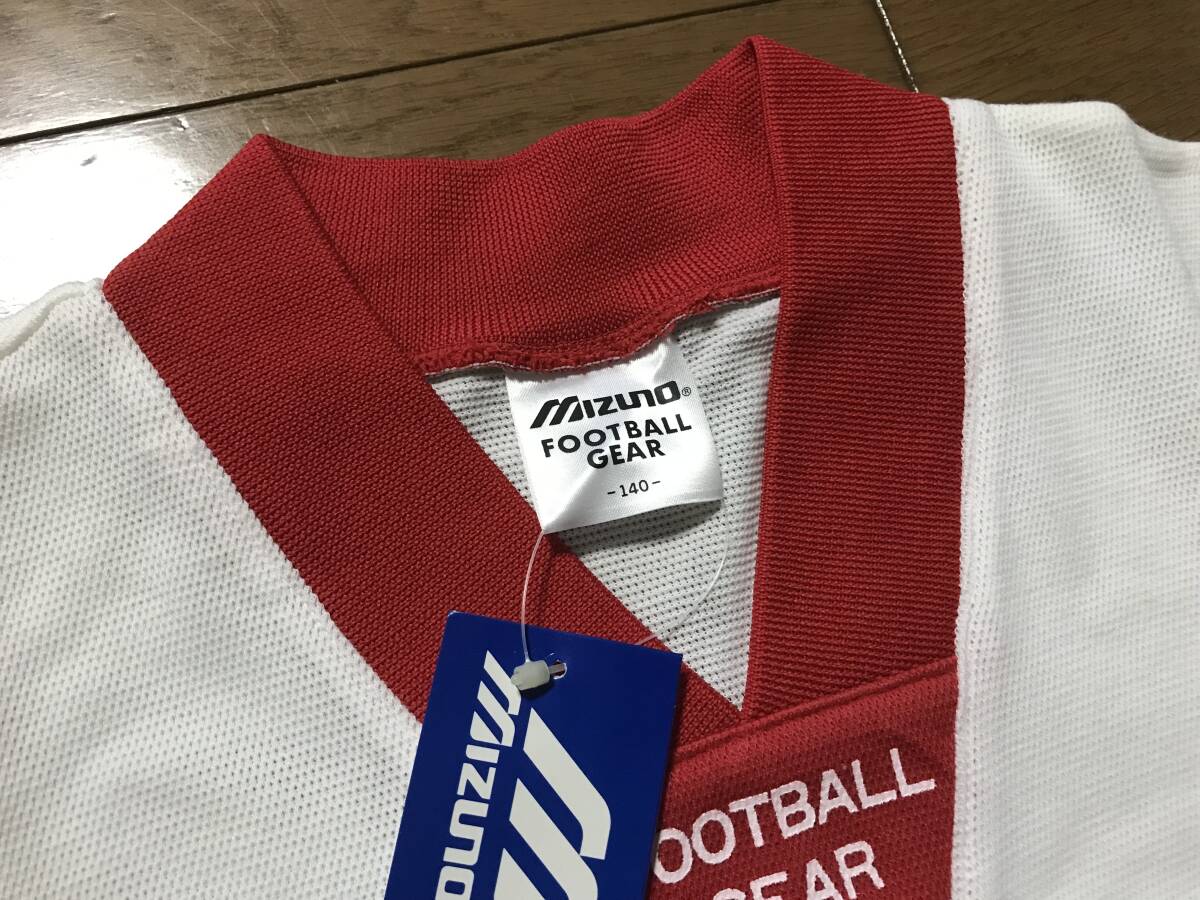 MIZUNO®
FOOTBALL
GEAR
-140-
MIZUNO
FOOTBALL
GEAR